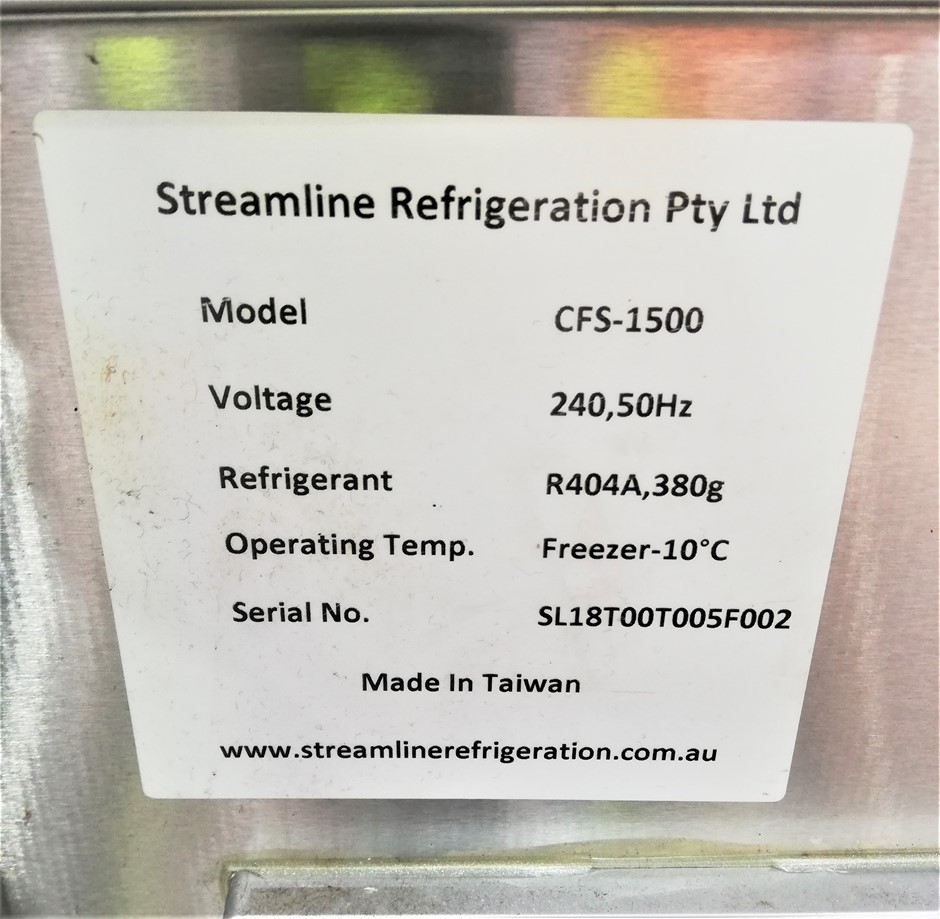 Streamline Refrigeration Pty Ltd
Model CFS-1500
Voltage 240,50Hz
Refrigerant R404A,380g
Operating Temp. Freezer-10°C
Serial No. SL18T00T005F002
Made In Taiwan
www.streamlinerefrigeration.com.au